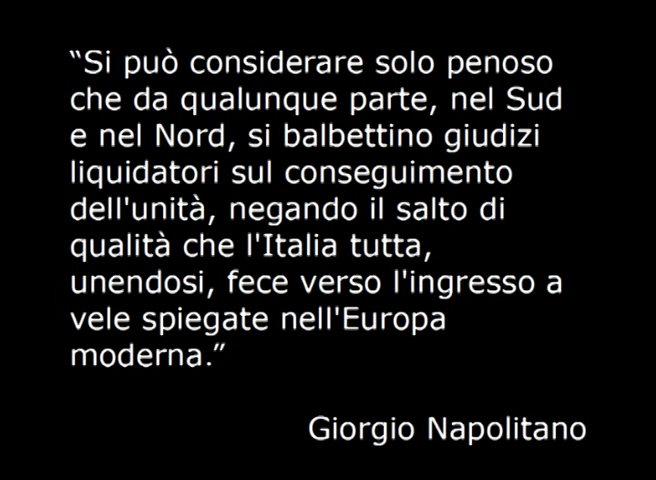 “Si può considerare solo penoso
che da qualunque parte, nel Sud
e nel Nord, si balbettino giudizi
liquidatori sul conseguimento
dell'unità, negando il salto di
qualità che l'Italia tutta,
unendosi, fece verso l'ingresso a
vele spiegate nell'Europa
moderna.”
Giorgio Napolitano